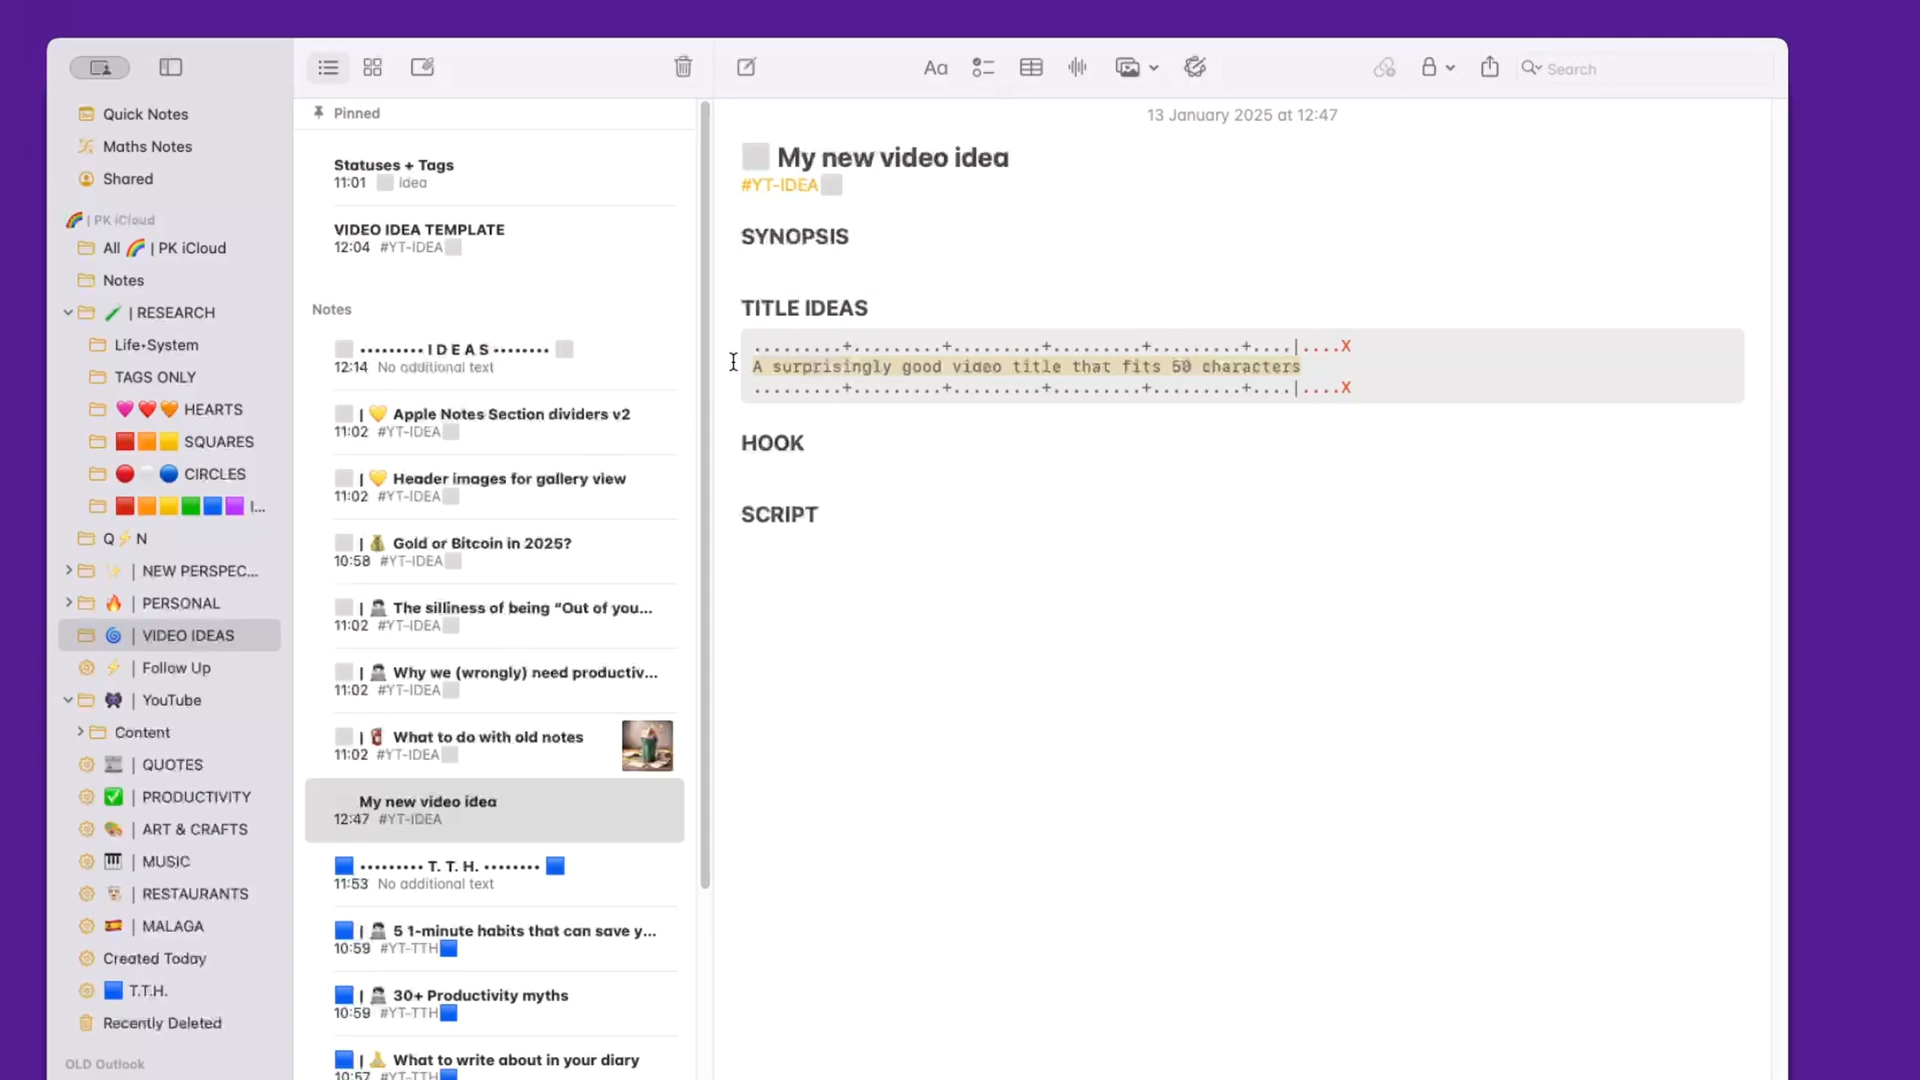 Search
Quick Notes
Maths Notes
Shared
| PK iCloud
All 🌈 | PK iCloud
Notes
| RESEARCH
Life•System
TAGS ONLY
HEARTS
SQUARES
CIRCLES
I...
Q⚡N
| NEW PERSPEC...
| PERSONAL
| VIDEO IDEAS
| Follow Up
| YouTube
Content
| QUOTES
| PRODUCTIVITY
| ART & CRAFTS
| MUSIC
| RESTAURANTS
| MALAGA
Created Today
T.T.H.
Recently Deleted
OLD Outlook
Pinned
Statuses + Tags
11:01 Idea
VIDEO IDEA TEMPLATE
12:04 #YT-IDEA
Notes
••••••••• I D E A S ••••••••
12:14 No additional text
| 💛 Apple Notes Section dividers v2
11:02 #YT-IDEA
| 💛 Header images for gallery view
11:02 #YT-IDEA
| 💰 Gold or Bitcoin in 2025?
10:58 #YT-IDEA
| The silliness of being “Out of you...
11:02 #YT-IDEA
| Why we (wrongly) need productiv...
11:02 #YT-IDEA
| What to do with old notes
11:02 #YT-IDEA
My new video idea
12:47 #YT-IDEA
••••••••• T. T. H. ••••••••
11:53 No additional text
| 5 1-minute habits that can save y...
10:59 #YT-TTH
| 30+ Productivity myths
10:59 #YT-TTH
| What to write about in your diary
10:57 #YT-TTH
Aa
13 January 2025 at 12:47
My new video idea
#YT-IDEA
SYNOPSIS
TITLE IDEAS
.........+.........+.........+.........+.........+....|....X
A surprisingly good video title that fits 50 characters
.........+.........+.........+.........+.........+....|....X
HOOK
SCRIPT